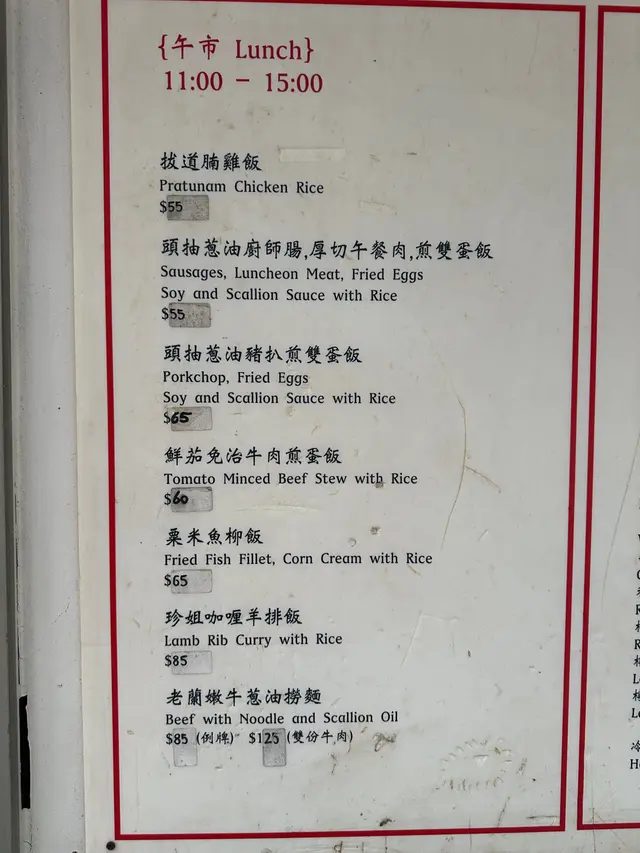 {午市 Lunch}
11:00 – 15:00
拔道腩雞飯
Pratunam Chicken Rice
$55
頭抽蔥油廚師腸,厚切午餐肉,煎雙蛋飯
Sausages, Luncheon Meat, Fried Eggs
Soy and Scallion Sauce with Rice
$55
頭抽蔥油豬扒煎雙蛋飯
Porkchop, Fried Eggs
Soy and Scallion Sauce with Rice
$65
鮮茄免治牛肉煎蛋飯
Tomato Minced Beef Stew with Rice
$60
粟米魚柳飯
Fried Fish Fillet, Corn Cream with Rice
$65
珍姐咖喱羊排飯
Lamb Rib Curry with Rice
$85
老蘭嫩牛蔥油撈麵
Beef with Noodle and Scallion Oil
$85 (例牌) $125 (雙份牛肉)